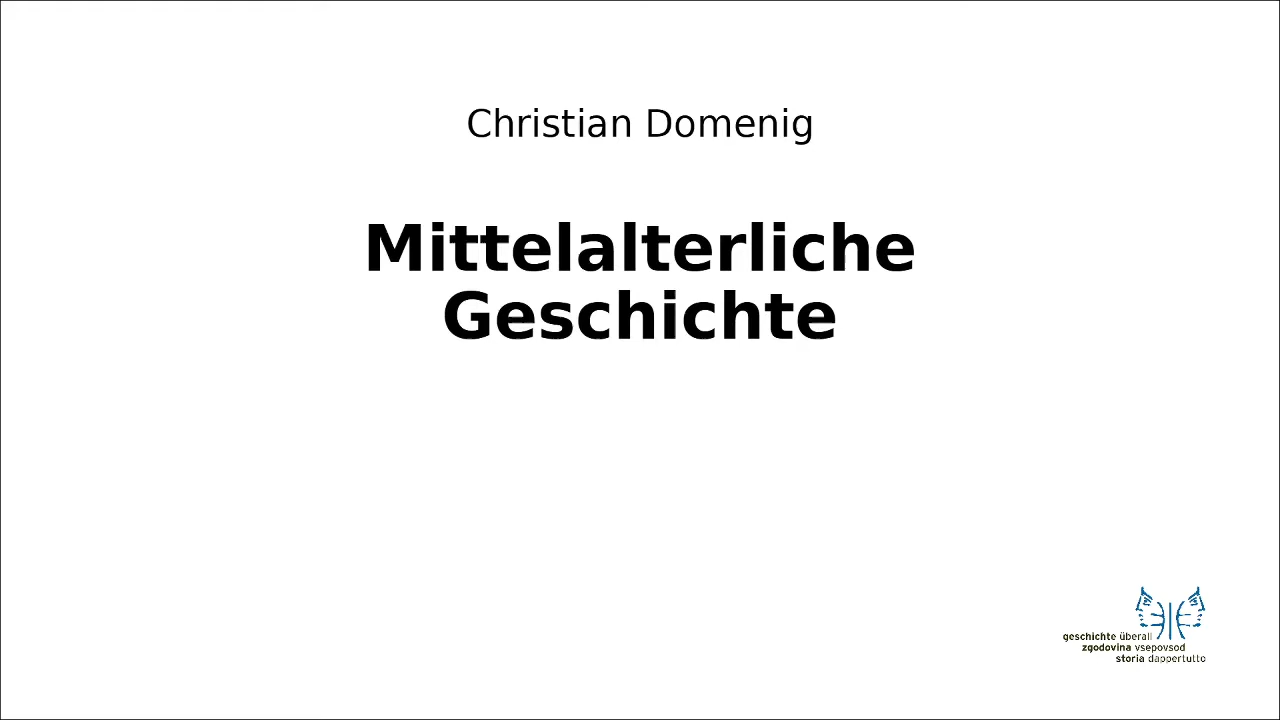 Christian Domenig
Mittelalterliche
Geschichte
geschichte überall
zgodovina vsepovsod
storia dappertutto